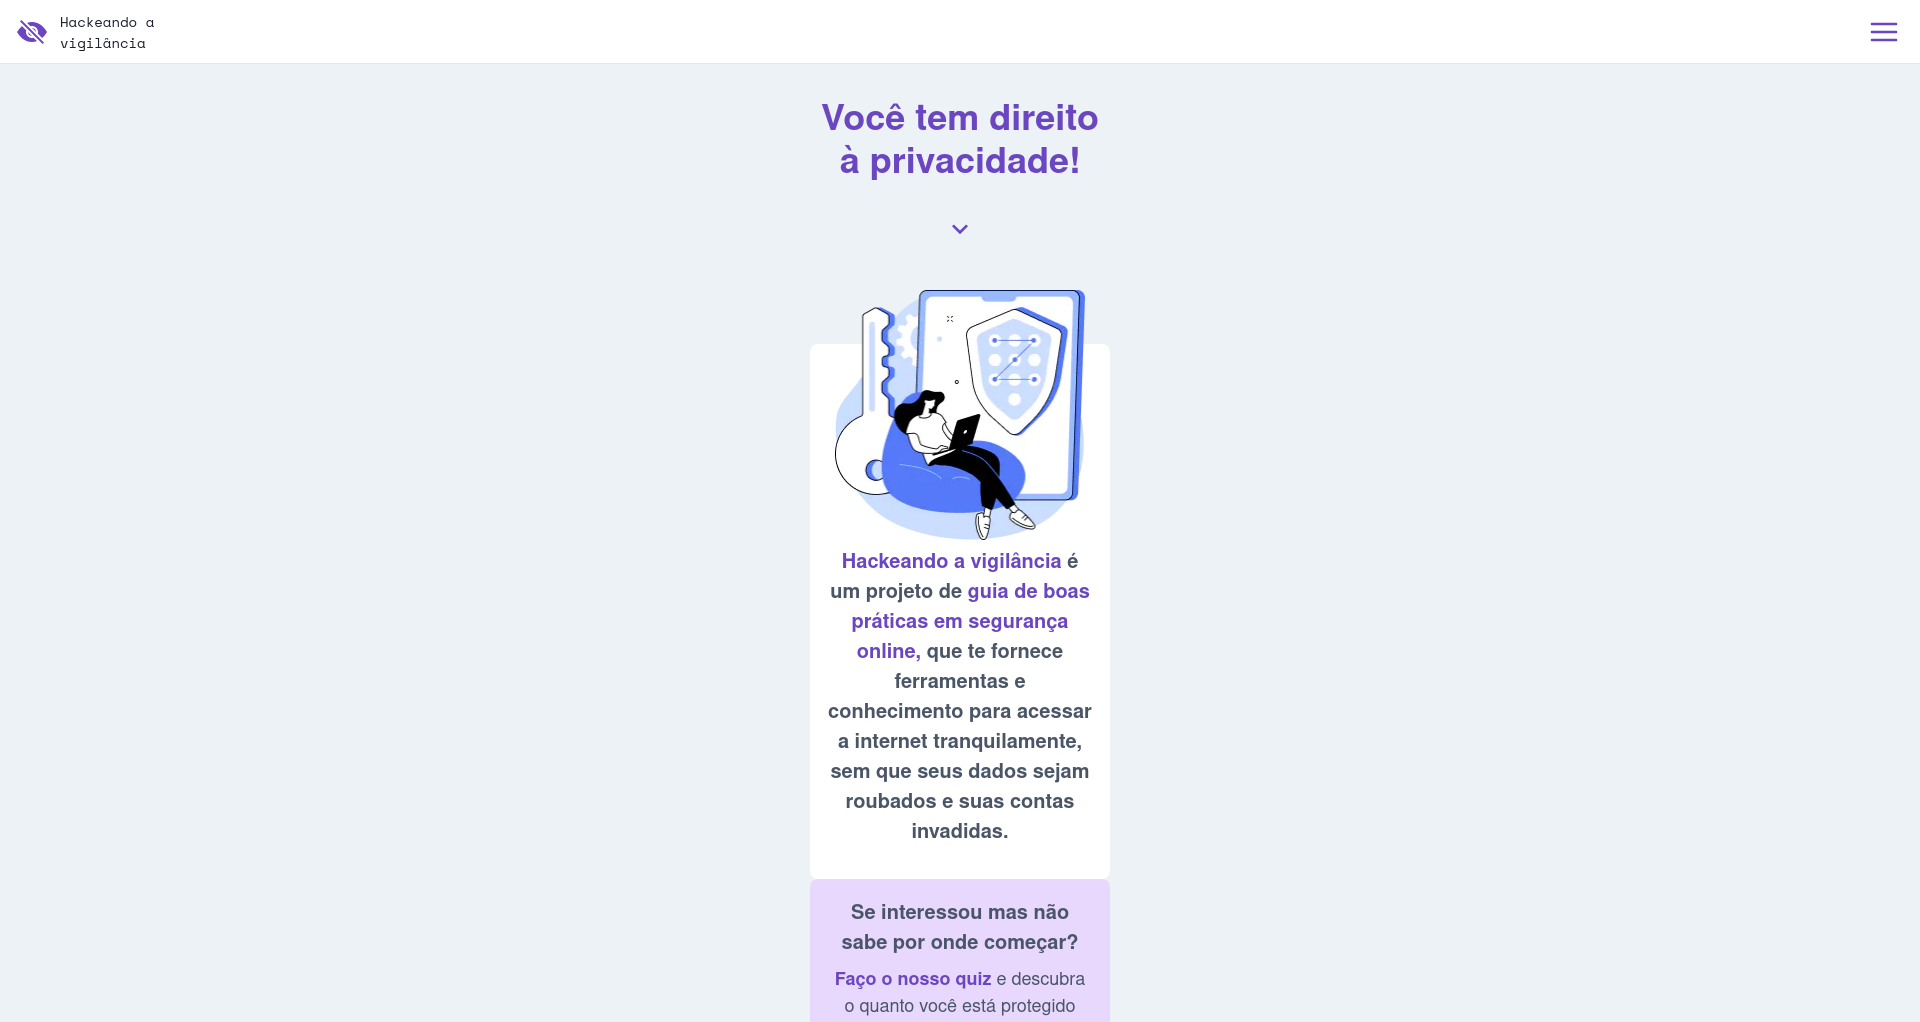 Hackeando a
vigilância
Você tem direito
à privacidade!
Hackeando a vigilância é
um projeto de guia de boas
práticas em segurança
online, que te fornece
ferramentas e
conhecimento para acessar
a internet tranquilamente,
sem que seus dados sejam
roubados e suas contas
invadidas.
Se interessou mas não
sabe por onde começar?
Faço o nosso quiz e descubra
o quanto você está protegido